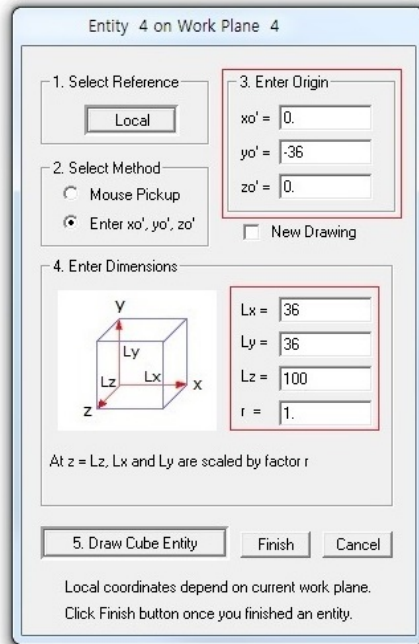 Entity 4 on Work Plane 4
1. Select Reference
Local
2. Select Method
Mouse Pickup
Enter xo', yo', zo'
3. Enter Origin
xo' = 0.
yo' = -36
zo' = 0.
New Drawing
4. Enter Dimensions
y
Ly
Lz
Lx
x
z
Lx = 36
Ly = 36
Lz = 100
r = 1.
At z = Lz, Lx and Ly are scaled by factor r
5. Draw Cube Entity
Finish
Cancel
Local coordinates depend on current work plane.
Click Finish button once you finished an entity.